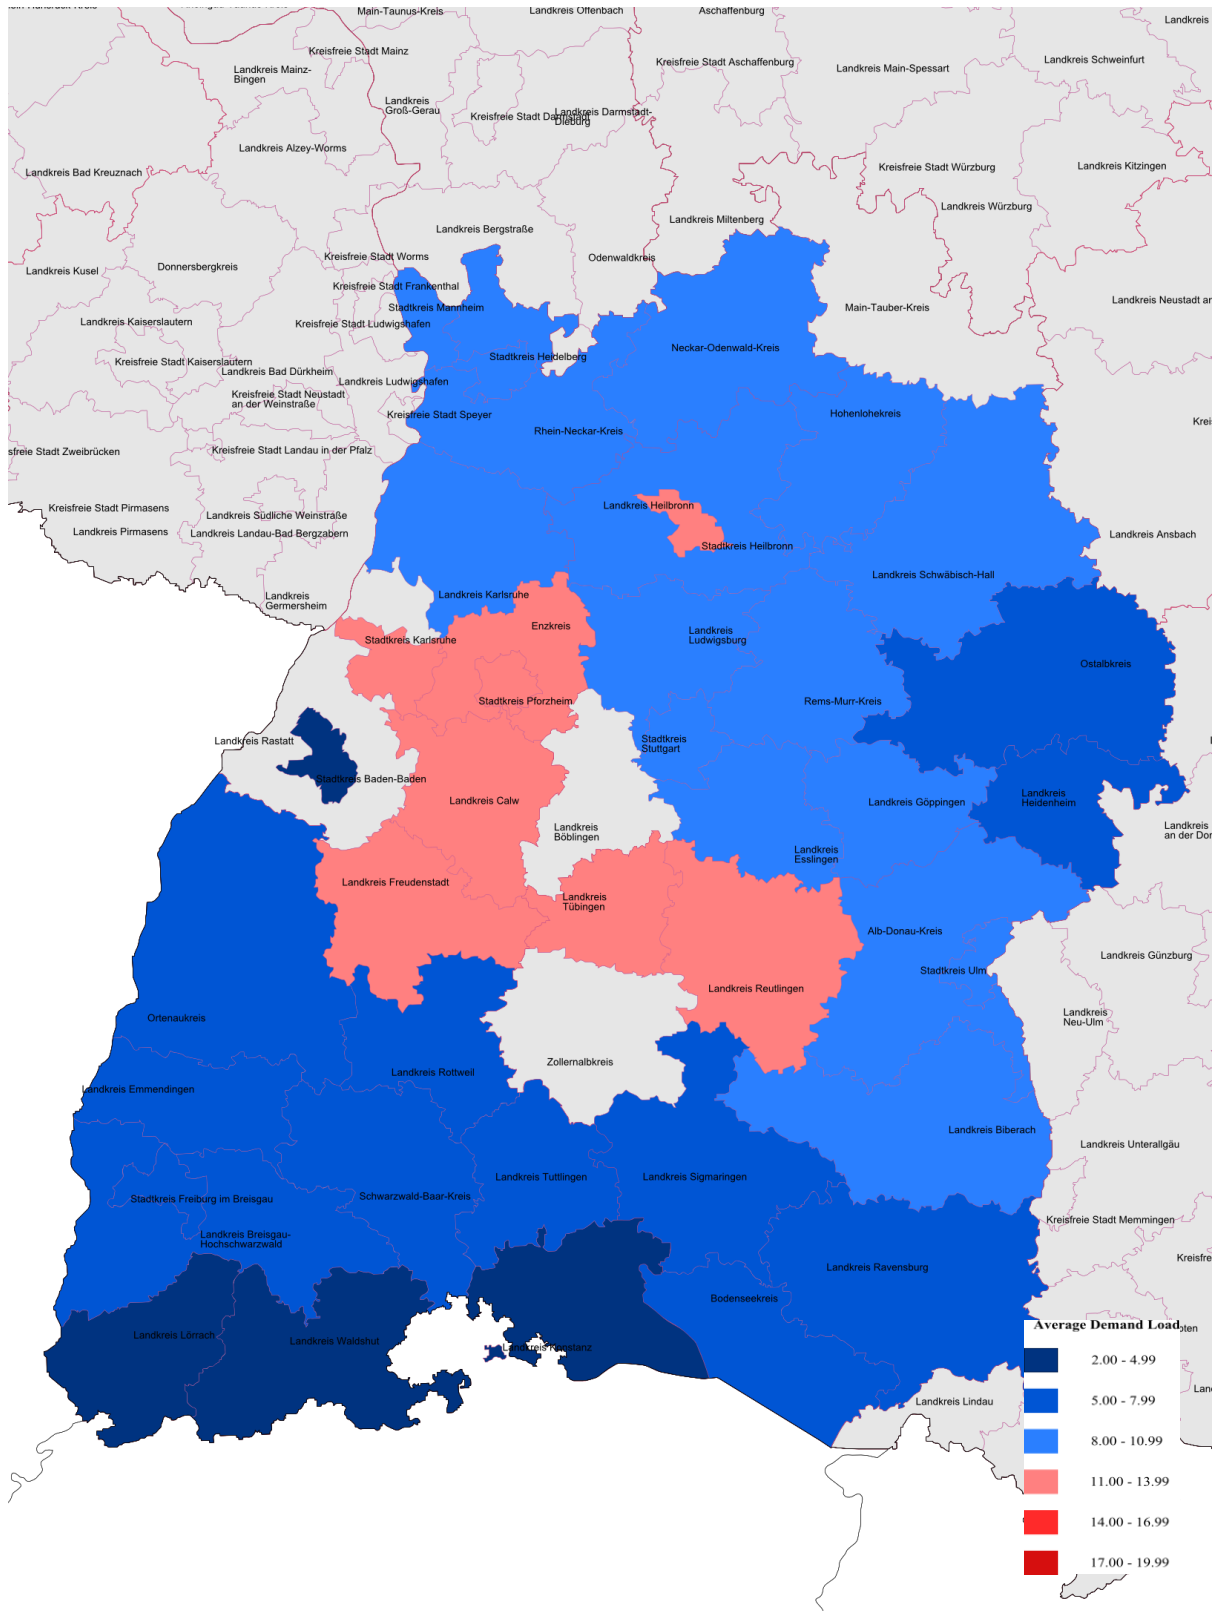 Main-Taunus-Kreis
Landkreis Offenbach
Aschaffenburg
Landkreis
Kreisfreie Stadt Mainz
Kreisfreie Stadt Aschaffenburg
Landkreis Main-Spessart
Landkreis Schweinfurt
Landkreis Mainz-
Bingen
Landkreis
Groß-Gerau
Kreisfreie Stadt Darmstadt
Landkreis Darmstadt-
Dieburg
Landkreis Alzey-Worms
Landkreis Bad Kreuznach
Kreisfreie Stadt Würzburg
Landkreis Kitzingen
Landkreis Würzburg
Landkreis Miltenberg
Landkreis Bergstraße
Odenwaldkreis
Kreisfreie Stadt Worms
Landkreis Kusel
Donnersbergkreis
Kreisfreie Stadt Frankenthal
Stadtkreis Mannheim
Main-Tauber-Kreis
Landkreis Neustadt
Landkreis Kaiserslautern
Kreisfreie Stadt Ludwigshafen
Neckar-Odenwald-Kreis
Stadtkreis Heidelberg
Kreisfreie Stadt Kaiserslautern
Landkreis Bad Dürkheim
Landkreis Ludwigshafen
Kreisfreie Stadt Neustadt
an der Weinstraße
Kreisfreie Stadt Speyer
Hohenlohekreis
Rhein-Neckar-Kreis
sfreie Stadt Zweibrücken
Kreisfreie Stadt Landau in der Pfalz
Kreisfreie Stadt Pirmasens
Landkreis Südliche Weinstraße
Landkreis Pirmasens
Landkreis Landau-Bad Bergzabern
Landkreis Heilbronn
Stadtkreis Heilbronn
Landkreis Ansbach
Landkreis Schwäbisch-Hall
Landkreis
Germersheim
Landkreis Karlsruhe
Enzkreis
Stadtkreis Karlsruhe
Landkreis
Ludwigsburg
Ostalbkreis
Stadtkreis Pforzheim
Rems-Murr-Kreis
Landkreis Rastatt
Stadtkreis
Stuttgart
Stadtkreis Baden-Baden
Landkreis Calw
Landkreis Göppingen
Landkreis
Heidenheim
Landkreis
Böblingen
Landkreis
an der Don
Landkreis
Esslingen
Landkreis Freudenstadt
Landkreis
Tübingen
Alb-Donau-Kreis
Landkreis Günzburg
Stadtkreis Ulm
Landkreis Reutlingen
Landkreis
Neu-Ulm
Ortenaukreis
Zollernalbkreis
Landkreis Rottweil
Landkreis Emmendingen
Landkreis Biberach
Landkreis Unterallgäu
Landkreis Tuttlingen
Landkreis Sigmaringen
Stadtkreis Freiburg im Breisgau
Schwarzwald-Baar-Kreis
Kreisfreie Stadt Memmingen
Landkreis Breisgau-
Hochschwarzwald
Kreisfre
Landkreis Ravensburg
Bodenseekreis
Landkreis Lörrach
Landkreis Waldshut
Landkreis Konstanz
Landkreis Lindau
Average Demand Load
2.00 - 4.99
5.00 - 7.99
8.00 - 10.99
11.00 - 13.99
14.00 - 16.99
17.00 - 19.99